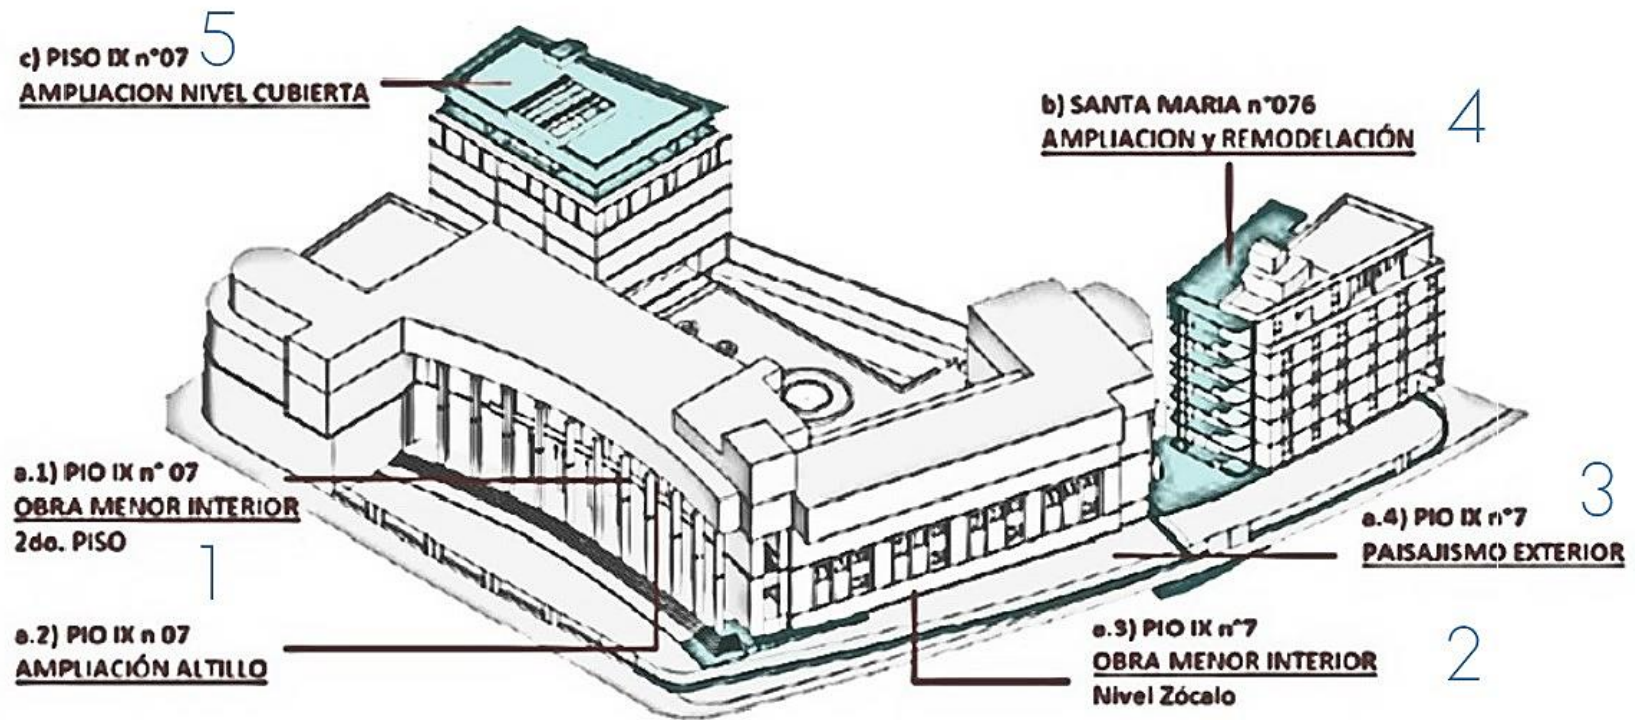 c) PISO IX n°07
5
AMPLIACION NIVEL CUBIERTA
b) SANTA MARIA n°076
4
AMPLIACION y REMODELACIÓN
a.1) PIO IX n° 07
OBRA MENOR INTERIOR
2do. PISO
1
a.2) PIO IX n 07
AMPLIACIÓN ALTILLO
3
a.4) PIO IX n°7
PAISAJISMO EXTERIOR
a.3) PIO IX n°7
2
OBRA MENOR INTERIOR
Nivel Zócalo